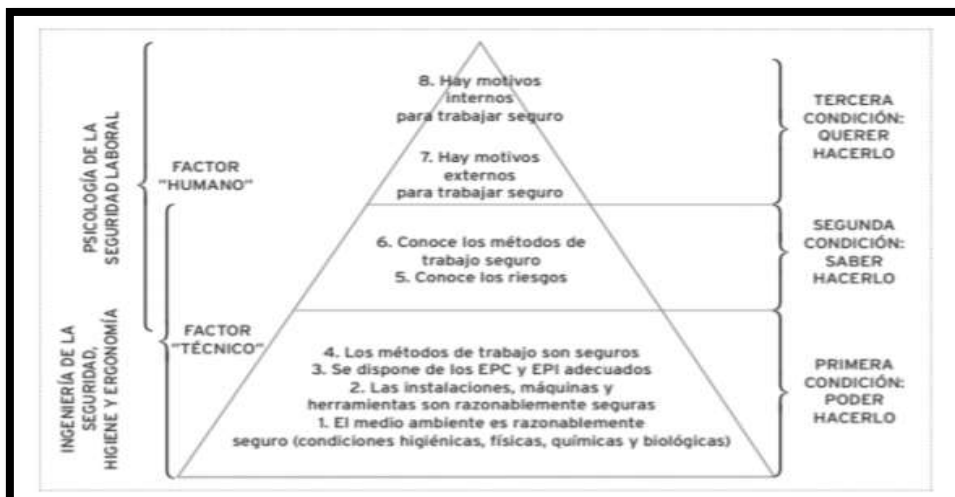 PSICOLOGÍA DE LA
SEGURIDAD LABORAL
INGENIERÍA DE LA
SEGURIDAD,
HIGIENE Y ERGONOMÍA
FACTOR
"HUMANO"
FACTOR
"TÉCNICO"
8. Hay motivos
internos
para trabajar seguro
7. Hay motivos
externos
para trabajar seguro
6. Conoce los métodos de
trabajo seguro
5. Conoce los riesgos
4. Los métodos de trabajo son seguros
3. Se dispone de los EPC y EPI adecuados
2. Las instalaciones, máquinas y
herramientas son razonablemente seguras
1. El medio ambiente es razonablemente
seguro (condiciones higiénicas, físicas, químicas y biológicas)
TERCERA
CONDICIÓN:
QUERER
HACERLO
SEGUNDA
CONDICIÓN:
SABER
HACERLO
PRIMERA
CONDICIÓN:
PODER
HACERLO